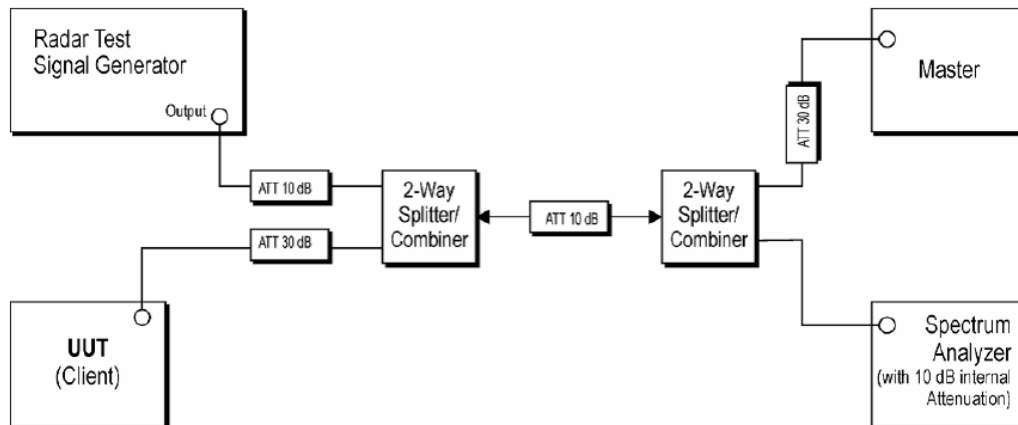 Radar Test
Signal Generator
Output
ATT 10 dB
2-Way
Splitter/
Combiner
ATT 30 dB
UUT
(Client)
ATT 10 dB
2-Way
Splitter/
Combiner
ATT 30 dB
Master
Spectrum
Analyzer
(with 10 dB internal
Attenuation)